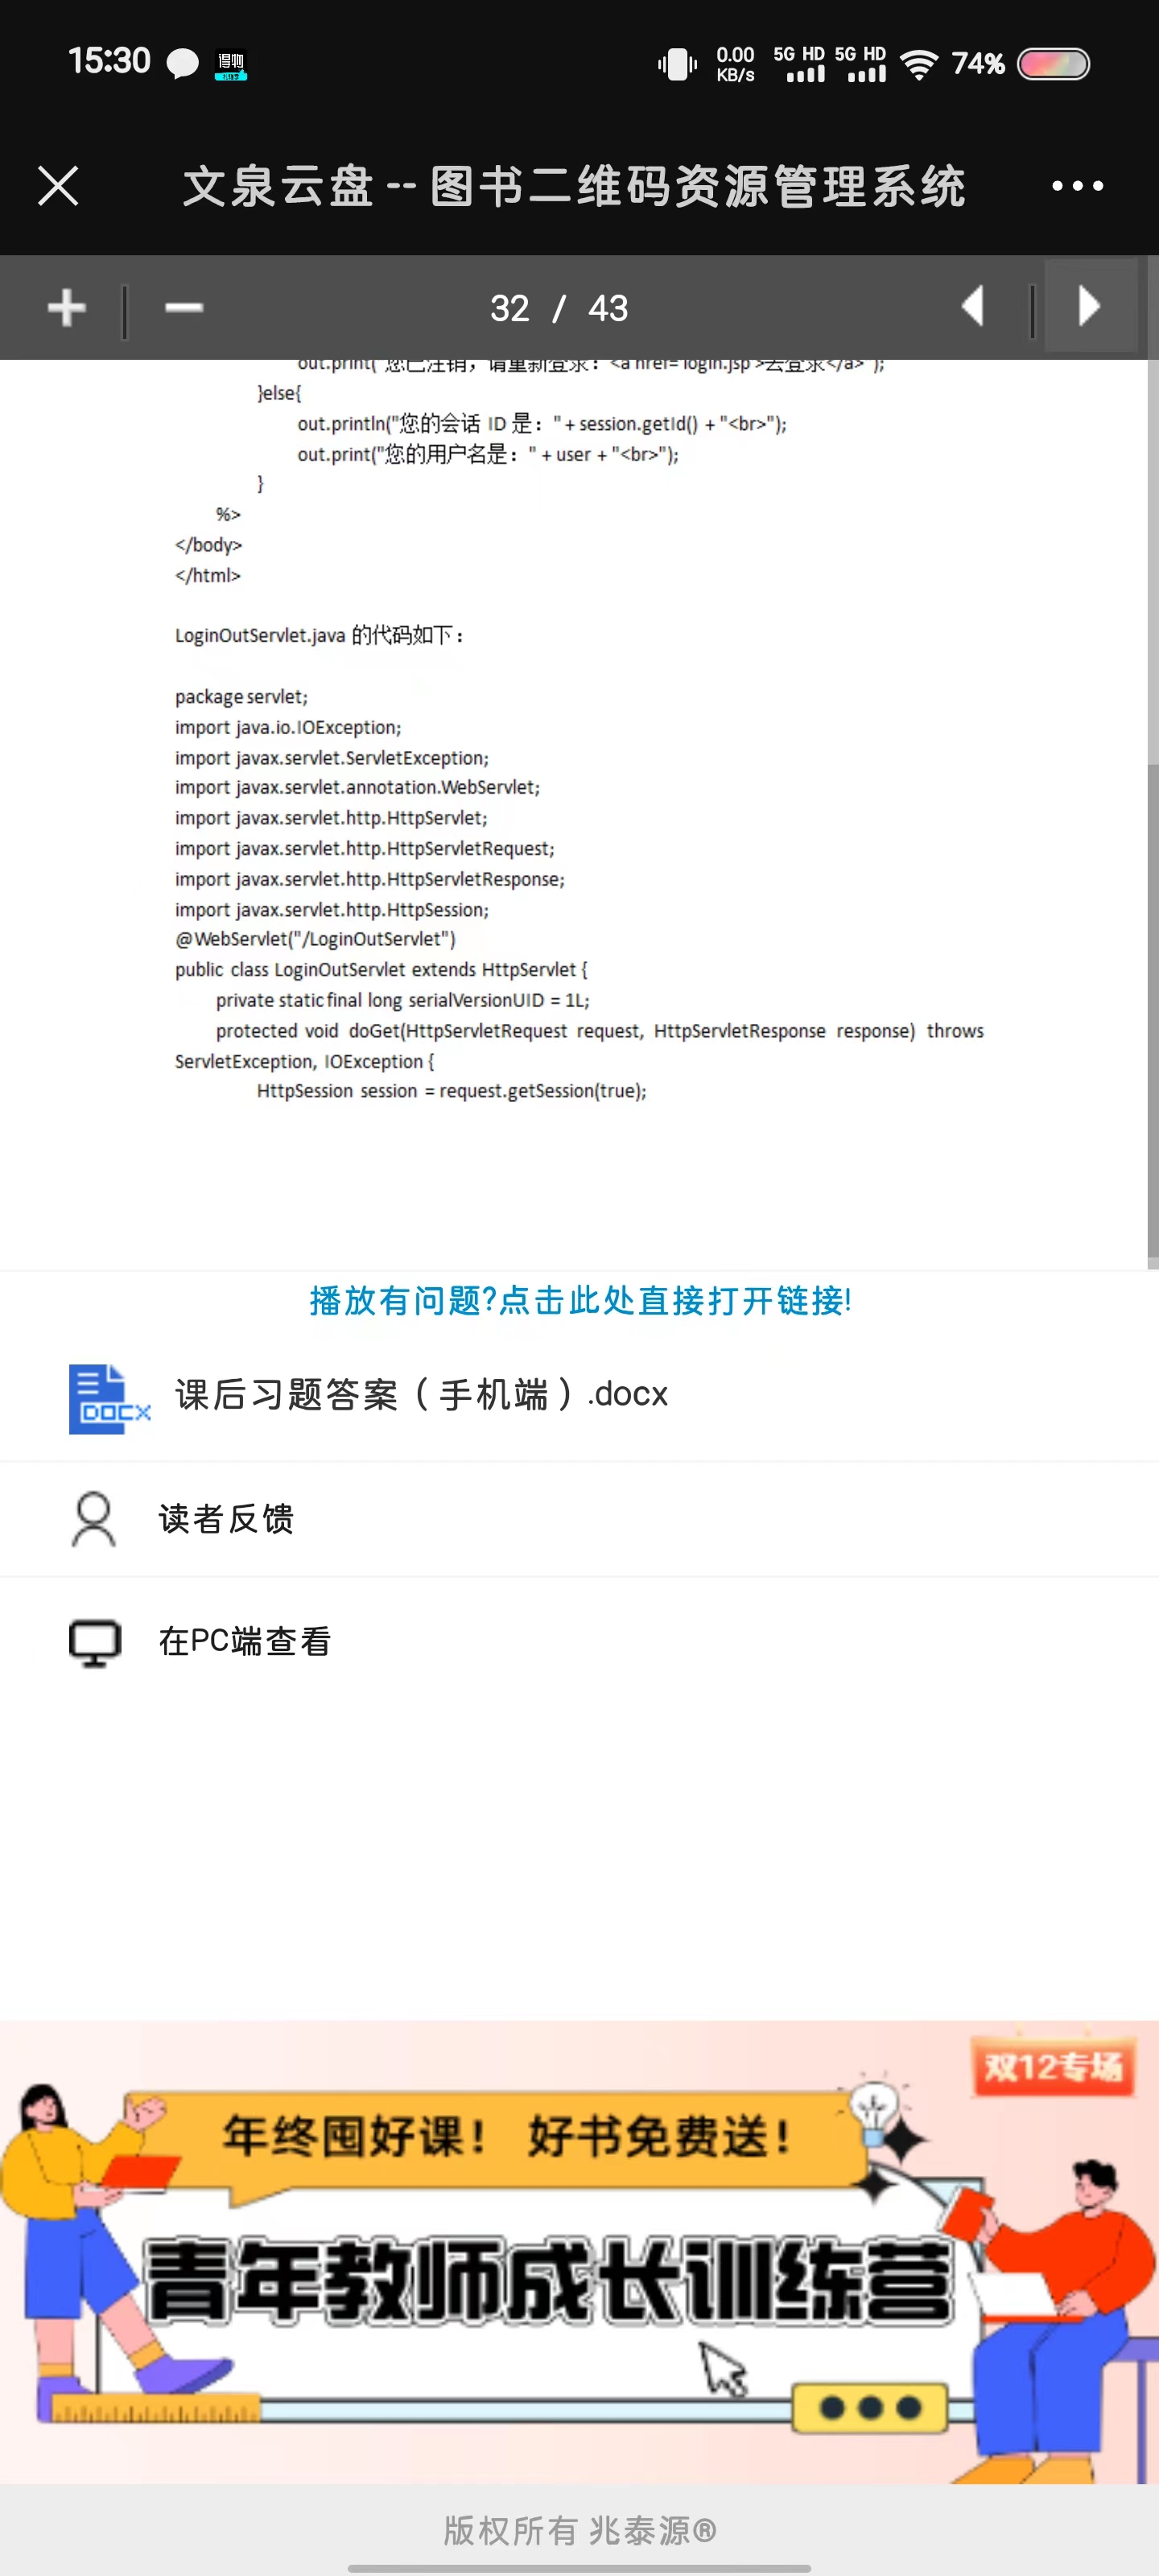 15:30
得物
0.00 KB/s 5G HD 5G HD 74%
文泉云盘--图书二维码资源管理系统
32 / 43
out.print("您已注销，请重新登录：<a href='login.jsp'>去登录</a>");
}else{
out.println("您的会话 ID 是：" + session.getId() + "<br>");
out.print("您的用户名是：" + user + "<br>");
}
%>
</body>
</html>
LoginOutServlet.java 的代码如下：
package servlet;
import java.io.IOException;
import javax.servlet.ServletException;
import javax.servlet.annotation.WebServlet;
import javax.servlet.http.HttpServlet;
import javax.servlet.http.HttpServletRequest;
import javax.servlet.http.HttpServletResponse;
import javax.servlet.http.HttpSession;
@WebServlet("/LoginOutServlet")
public class LoginOutServlet extends HttpServlet {
private static final long serialVersionUID = 1L;
protected void doGet(HttpServletRequest request, HttpServletResponse response) throws
ServletException, IOException {
HttpSession session = request.getSession(true);
播放有问题?点击此处直接打开链接!
DOCX
课后习题答案（手机端）.docx
读者反馈
在PC端查看
双12专场
年终囤好课！ 好书免费送！
青年教师成长训练营
版权所有 兆泰源®